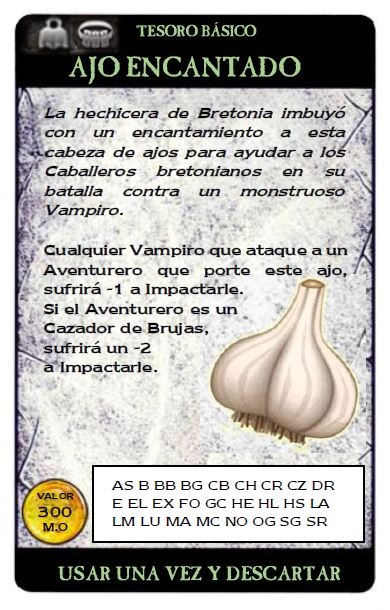 TESORO BÁSICO
AJO ENCANTADO
La hechicera de Bretonia imbuyó
con un encantamiento a esta
cabeza de ajos para ayudar a los
Caballeros bretonianos en su
batalla contra un monstruoso
Vampiro.
Cualquier Vampiro que ataque a un
Aventurero que porte este ajo,
sufrirá -1 a Impactarle.
Si el Aventurero es un
Cazador de Brujas,
sufrirá un -2
a Impactarle.
VALOR
300
M.O
AS B BB BG CB CH CR CZ DR
E EL EX FO GC HE HL HS LA
LM LU MA MC NO OG SG SR
USAR UNA VEZ Y DESCARTAR